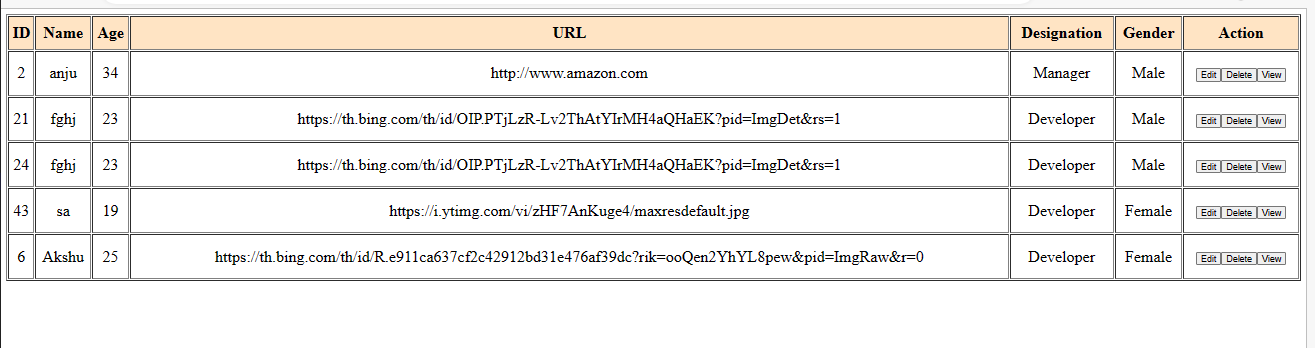 ID Name Age URL Designation Gender Action
2 anju 34 http://www.amazon.com Manager Male Edit Delete View
21 fghj 23 https://th.bing.com/th/id/OIP.PTjLzR-Lv2ThAtYIrMH4aQHaEK?pid=ImgDet&rs=1 Developer Male Edit Delete View
24 fghj 23 https://th.bing.com/th/id/OIP.PTjLzR-Lv2ThAtYIrMH4aQHaEK?pid=ImgDet&rs=1 Developer Male Edit Delete View
43 sa 19 https://i.ytimg.com/vi/zHF7AnKuge4/maxresdefault.jpg Developer Female Edit Delete View
6 Akshu 25 https://th.bing.com/th/id/R.e911ca637cf2c42912bd31e476af39dc?rik=ooQen2YhYL8pew&pid=ImgRaw&r=0 Developer Female Edit Delete View